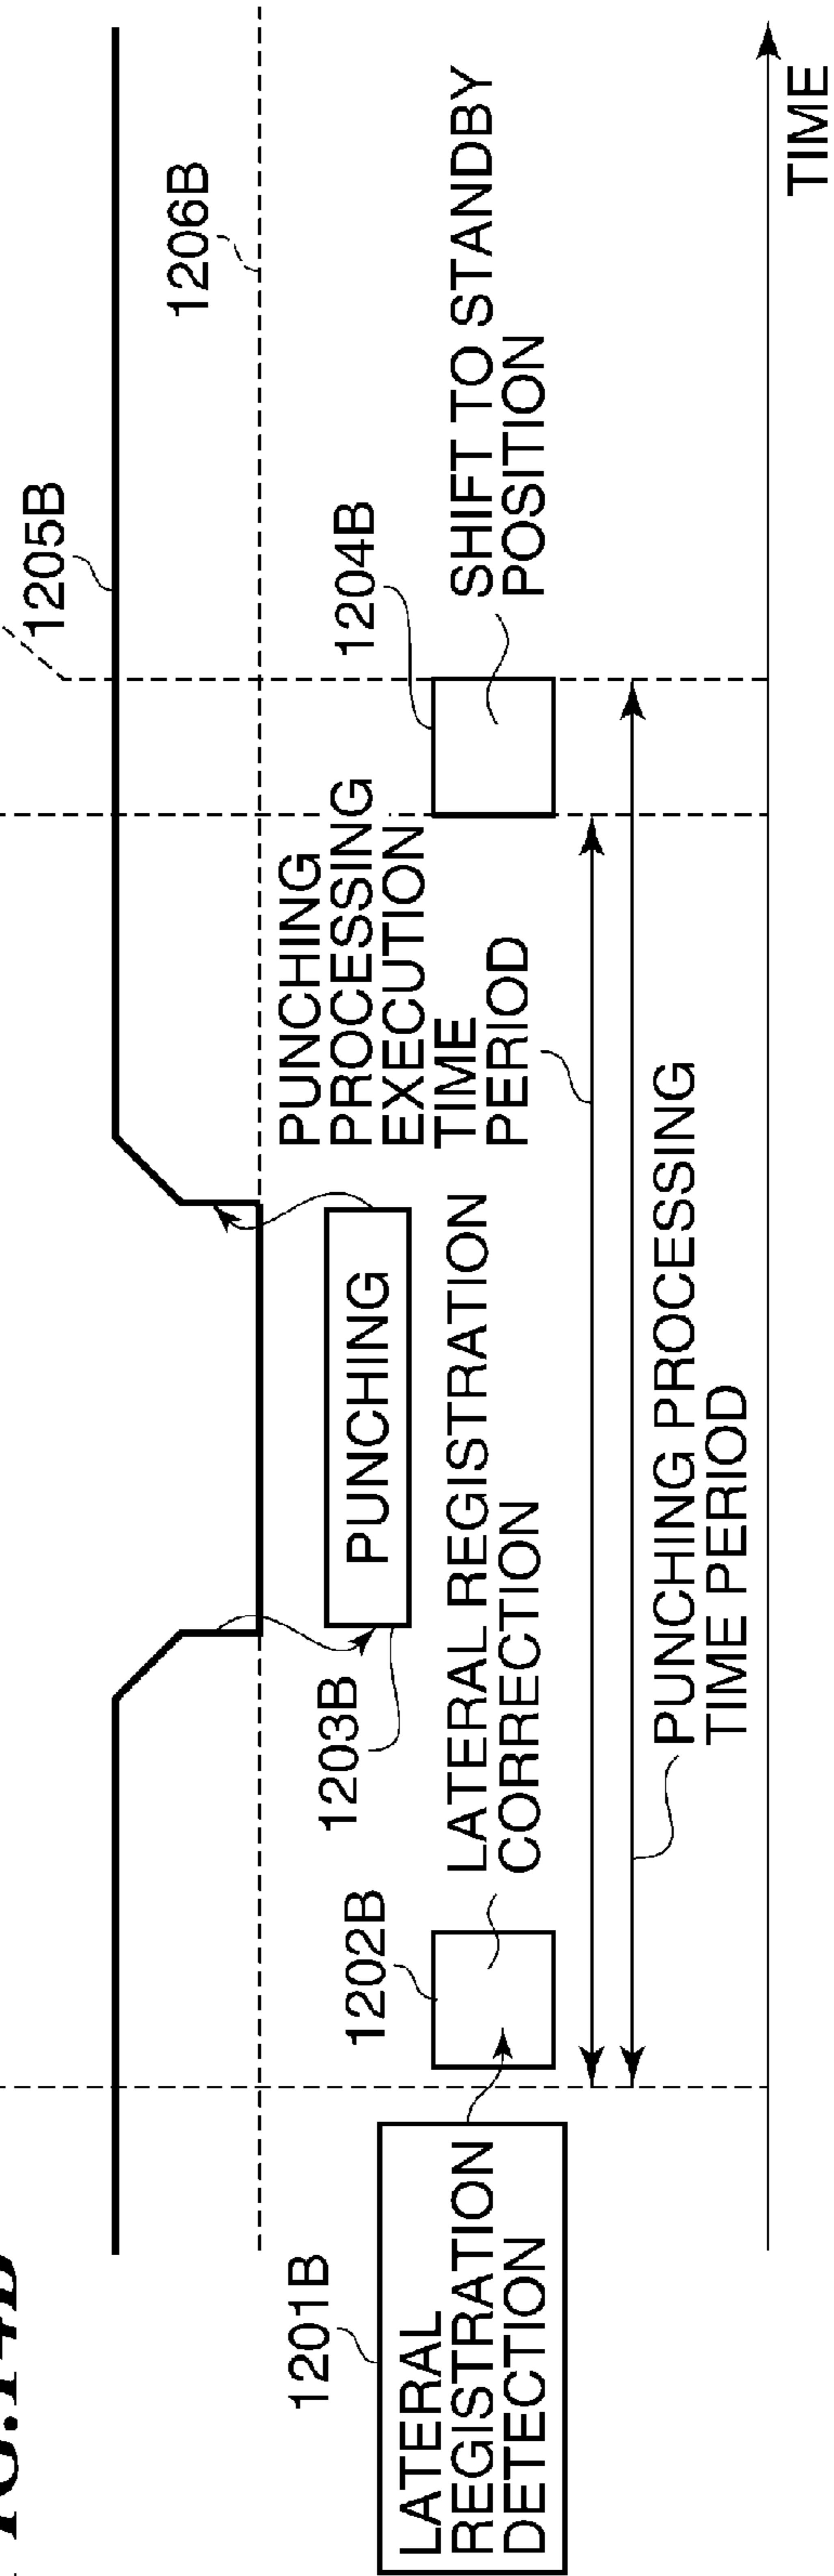 1205B
1206B
1204B
SHIFT TO STANDBY
POSITION
PUNCHING
PROCESSING
EXECUTION
TIME
PERIOD
PUNCHING
1203B
LATERAL REGISTRATION
CORRECTION
1202B
1201B
LATERAL
REGISTRATION
DETECTION
PUNCHING PROCESSING
TIME PERIOD
TIME